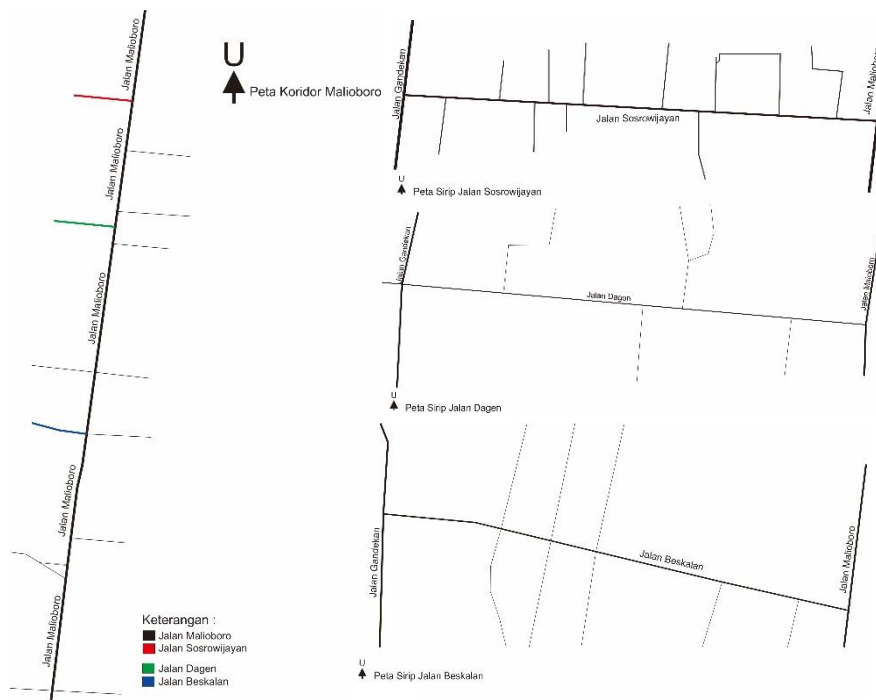 Jalan Malioboro
U
Peta Koridor Malioboro
Jalan Malioboro
Jalan Malioboro
Jalan Malioboro
Jalan Malioboro
Keterangan :
Jalan Malioboro
Jalan Sosrowijayan
Jalan Dagen
Jalan Beskalan
Jalan Gandekan
Jalan Sosrowijayan
Jalan Malioboro
U
Peta Sirip Jalan Sosrowijayan
Jalan Gandekan
Jalan Dagen
Jalan Malioboro
U
Peta Sirip Jalan Dagen
Jalan Gandekan
Jalan Beskalan
Jalan Malioboro
U
Peta Sirip Jalan Beskalan